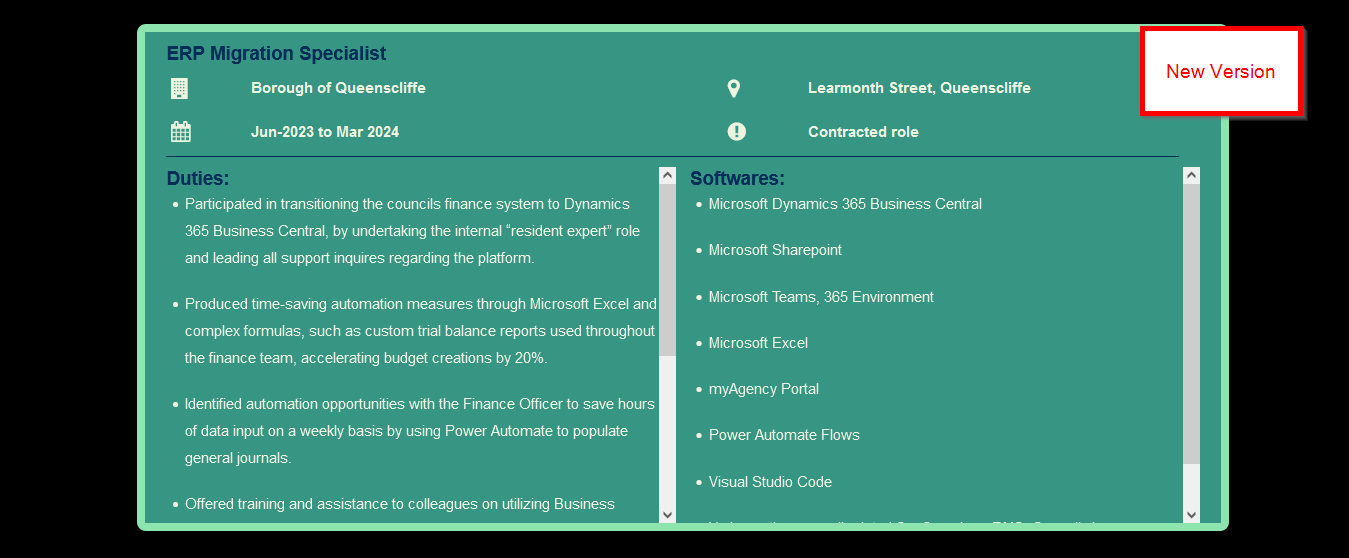 ERP Migration Specialist
New Version
Borough of Queenscliffe
Learmonth Street, Queenscliffe
Jun-2023 to Mar 2024
Contracted role
Duties:
• Participated in transitioning the councils finance system to Dynamics
365 Business Central, by undertaking the internal “resident expert” role
and leading all support inquires regarding the platform.
• Produced time-saving automation measures through Microsoft Excel and
complex formulas, such as custom trial balance reports used throughout
the finance team, accelerating budget creations by 20%.
• Identified automation opportunities with the Finance Officer to save hours
of data input on a weekly basis by using Power Automate to populate
general journals.
• Offered training and assistance to colleagues on utilizing Business
Softwares:
• Microsoft Dynamics 365 Business Central
• Microsoft Sharepoint
• Microsoft Teams, 365 Environment
• Microsoft Excel
• myAgency Portal
• Power Automate Flows
• Visual Studio Code